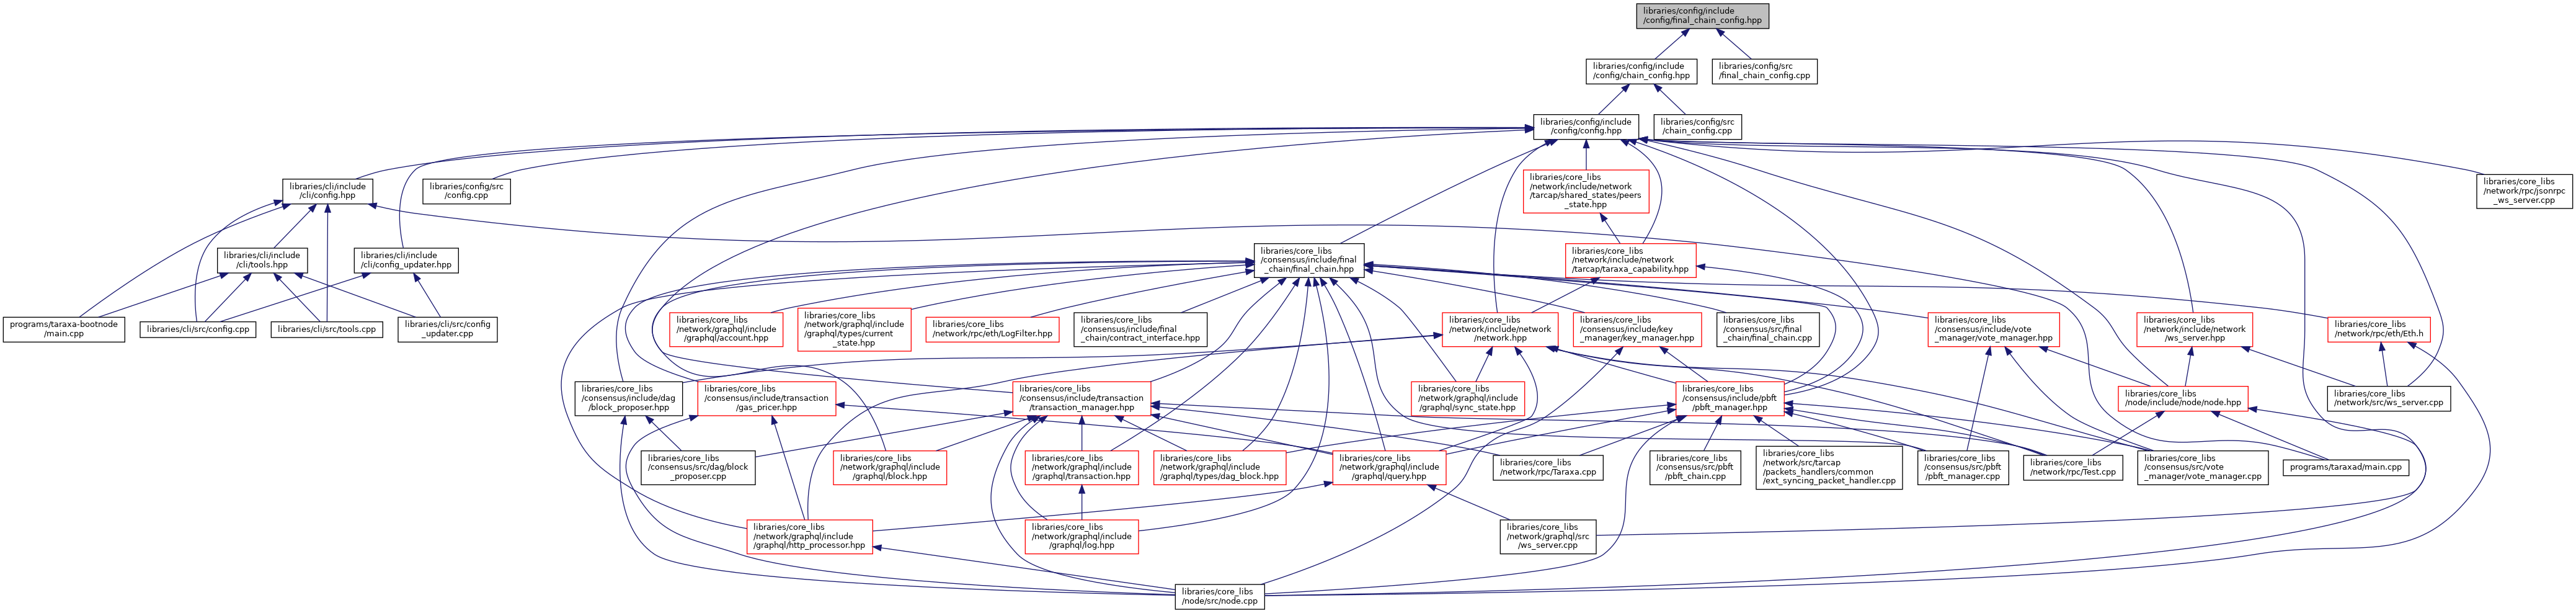 libraries/config/include
/config/final_chain_config.hpp
libraries/config/include
/config/chain_config.hpp
libraries/config/src
/final_chain_config.cpp
libraries/config/include
/config/config.hpp
libraries/config/src
/chain_config.cpp
libraries/cli/include
/cli/config.hpp
libraries/config/src
/config.cpp
libraries/core_libs
/network/include/network
/tarcap/shared_states/peers
_state.hpp
libraries/core_libs
/network/rpc/jsonrpc
_ws_server.cpp
libraries/cli/include
/cli/tools.hpp
libraries/cli/include
/cli/config_updater.hpp
libraries/core_libs
/consensus/include/final
_chain/final_chain.hpp
libraries/core_libs
/network/include/network
/tarcap/taraxa_capability.hpp
programs/taraxa-bootnode
/main.cpp
libraries/cli/src/config.cpp
libraries/cli/src/tools.cpp
libraries/cli/src/config
_updater.cpp
libraries/core_libs
/network/graphql/include
/graphql/account.hpp
libraries/core_libs
/network/graphql/include
/graphql/types/current
_state.hpp
libraries/core_libs
/network/rpc/eth/LogFilter.hpp
libraries/core_libs
/consensus/include/final
_chain/contract_interface.hpp
libraries/core_libs
/network/include/network
/network.hpp
libraries/core_libs
/consensus/include/key
_manager/key_manager.hpp
libraries/core_libs
/consensus/src/final
_chain/final_chain.cpp
libraries/core_libs
/consensus/include/vote
_manager/vote_manager.hpp
libraries/core_libs
/network/include/network
/ws_server.hpp
libraries/core_libs
/network/rpc/eth/Eth.h
libraries/core_libs
/consensus/include/dag
/block_proposer.hpp
libraries/core_libs
/consensus/include/transaction
/gas_pricer.hpp
libraries/core_libs
/consensus/include/transaction
/transaction_manager.hpp
libraries/core_libs
/network/graphql/include
/graphql/sync_state.hpp
libraries/core_libs
/consensus/include/pbft
/pbft_manager.hpp
libraries/core_libs
/node/include/node/node.hpp
libraries/core_libs
/network/src/ws_server.cpp
libraries/core_libs
/consensus/src/dag/block
_proposer.cpp
libraries/core_libs
/network/graphql/include
/graphql/block.hpp
libraries/core_libs
/network/graphql/include
/graphql/transaction.hpp
libraries/core_libs
/network/graphql/include
/graphql/types/dag_block.hpp
libraries/core_libs
/network/graphql/include
/graphql/query.hpp
libraries/core_libs
/network/rpc/Taraxa.cpp
libraries/core_libs
/consensus/src/pbft
/pbft_chain.cpp
libraries/core_libs
/network/src/tarcap
/packets_handlers/common
/ext_syncing_packet_handler.cpp
libraries/core_libs
/consensus/src/pbft
/pbft_manager.cpp
libraries/core_libs
/network/rpc/Test.cpp
libraries/core_libs
/consensus/src/vote
_manager/vote_manager.cpp
programs/taraxad/main.cpp
libraries/core_libs
/network/graphql/include
/graphql/http_processor.hpp
libraries/core_libs
/network/graphql/include
/graphql/log.hpp
libraries/core_libs
/network/graphql/src
/ws_server.cpp
libraries/core_libs
/node/src/node.cpp